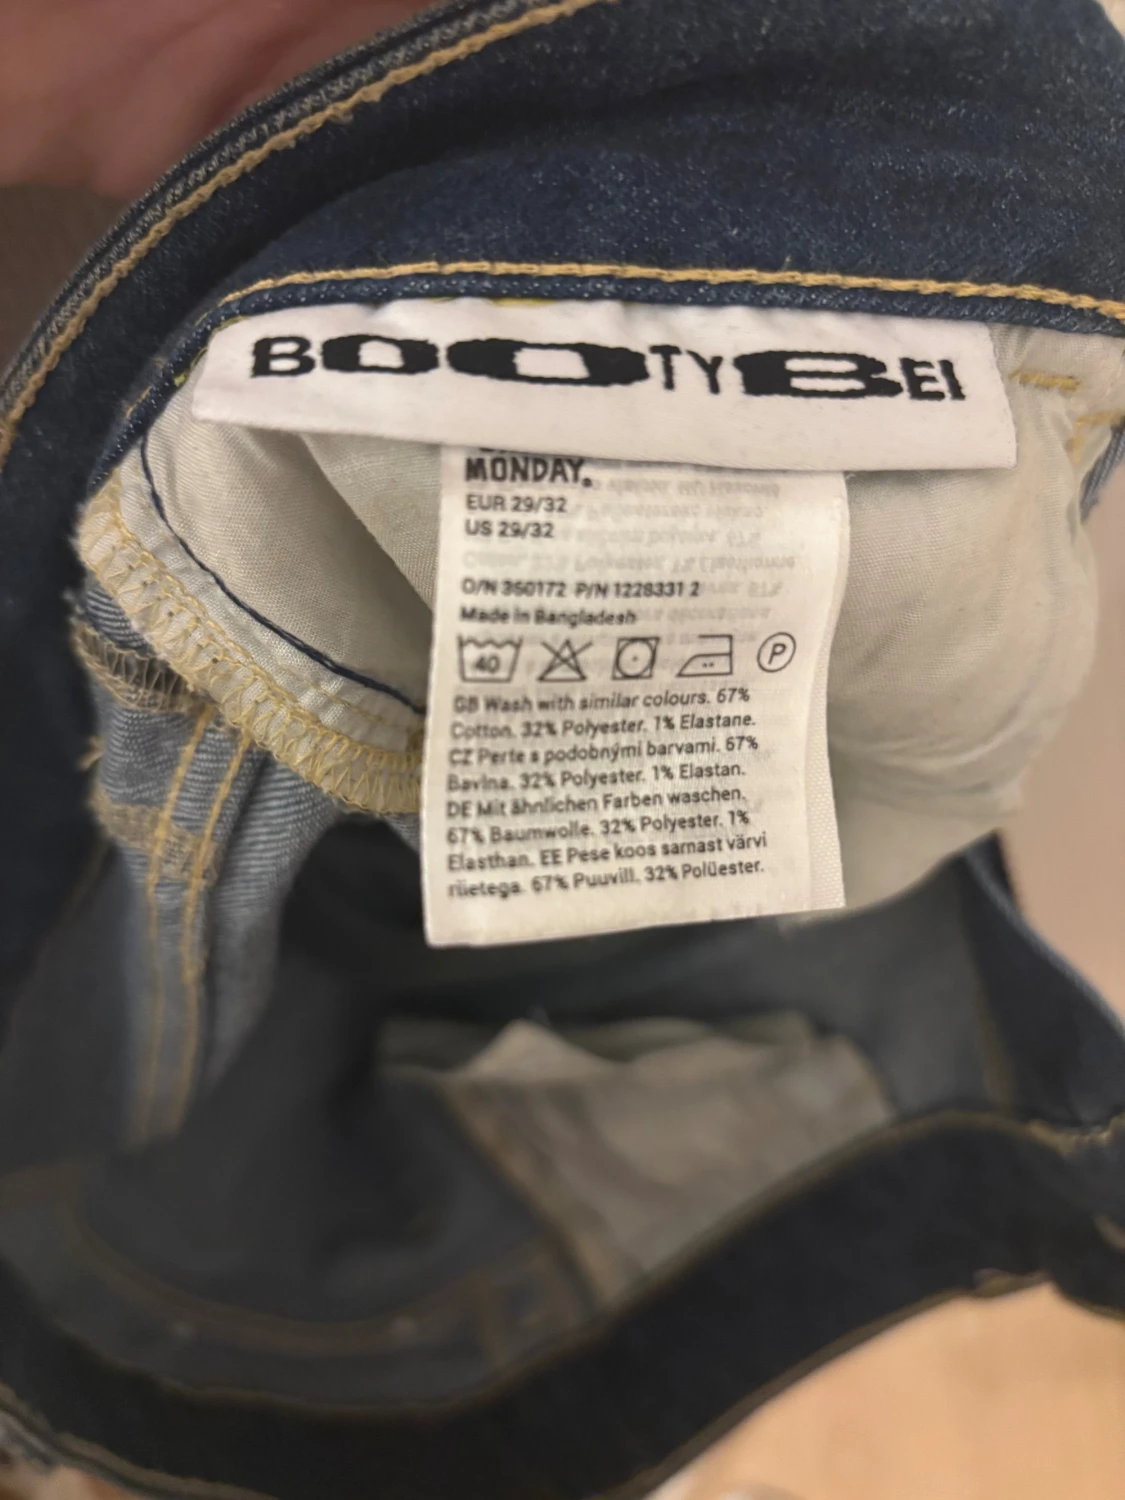 BOOTYBEI
MONDAY.
EUR 29/32
US 29/32
O/N 360172 P/N 1228331 2
Made in Bangladesh
40 P
GB Wash with similar colours. 67%
Cotton. 32% Polyester. 1% Elastane.
CZ Perte s podobnými barvami. 67%
Bavlna. 32% Polyester. 1% Elastan.
DE Mit ähnlichen Farben waschen.
67% Baumwolle. 32% Polyester. 1%
Elasthan. EE Pese koos sarnast värvi
riietega. 67% Puuvill. 32% Polüester.